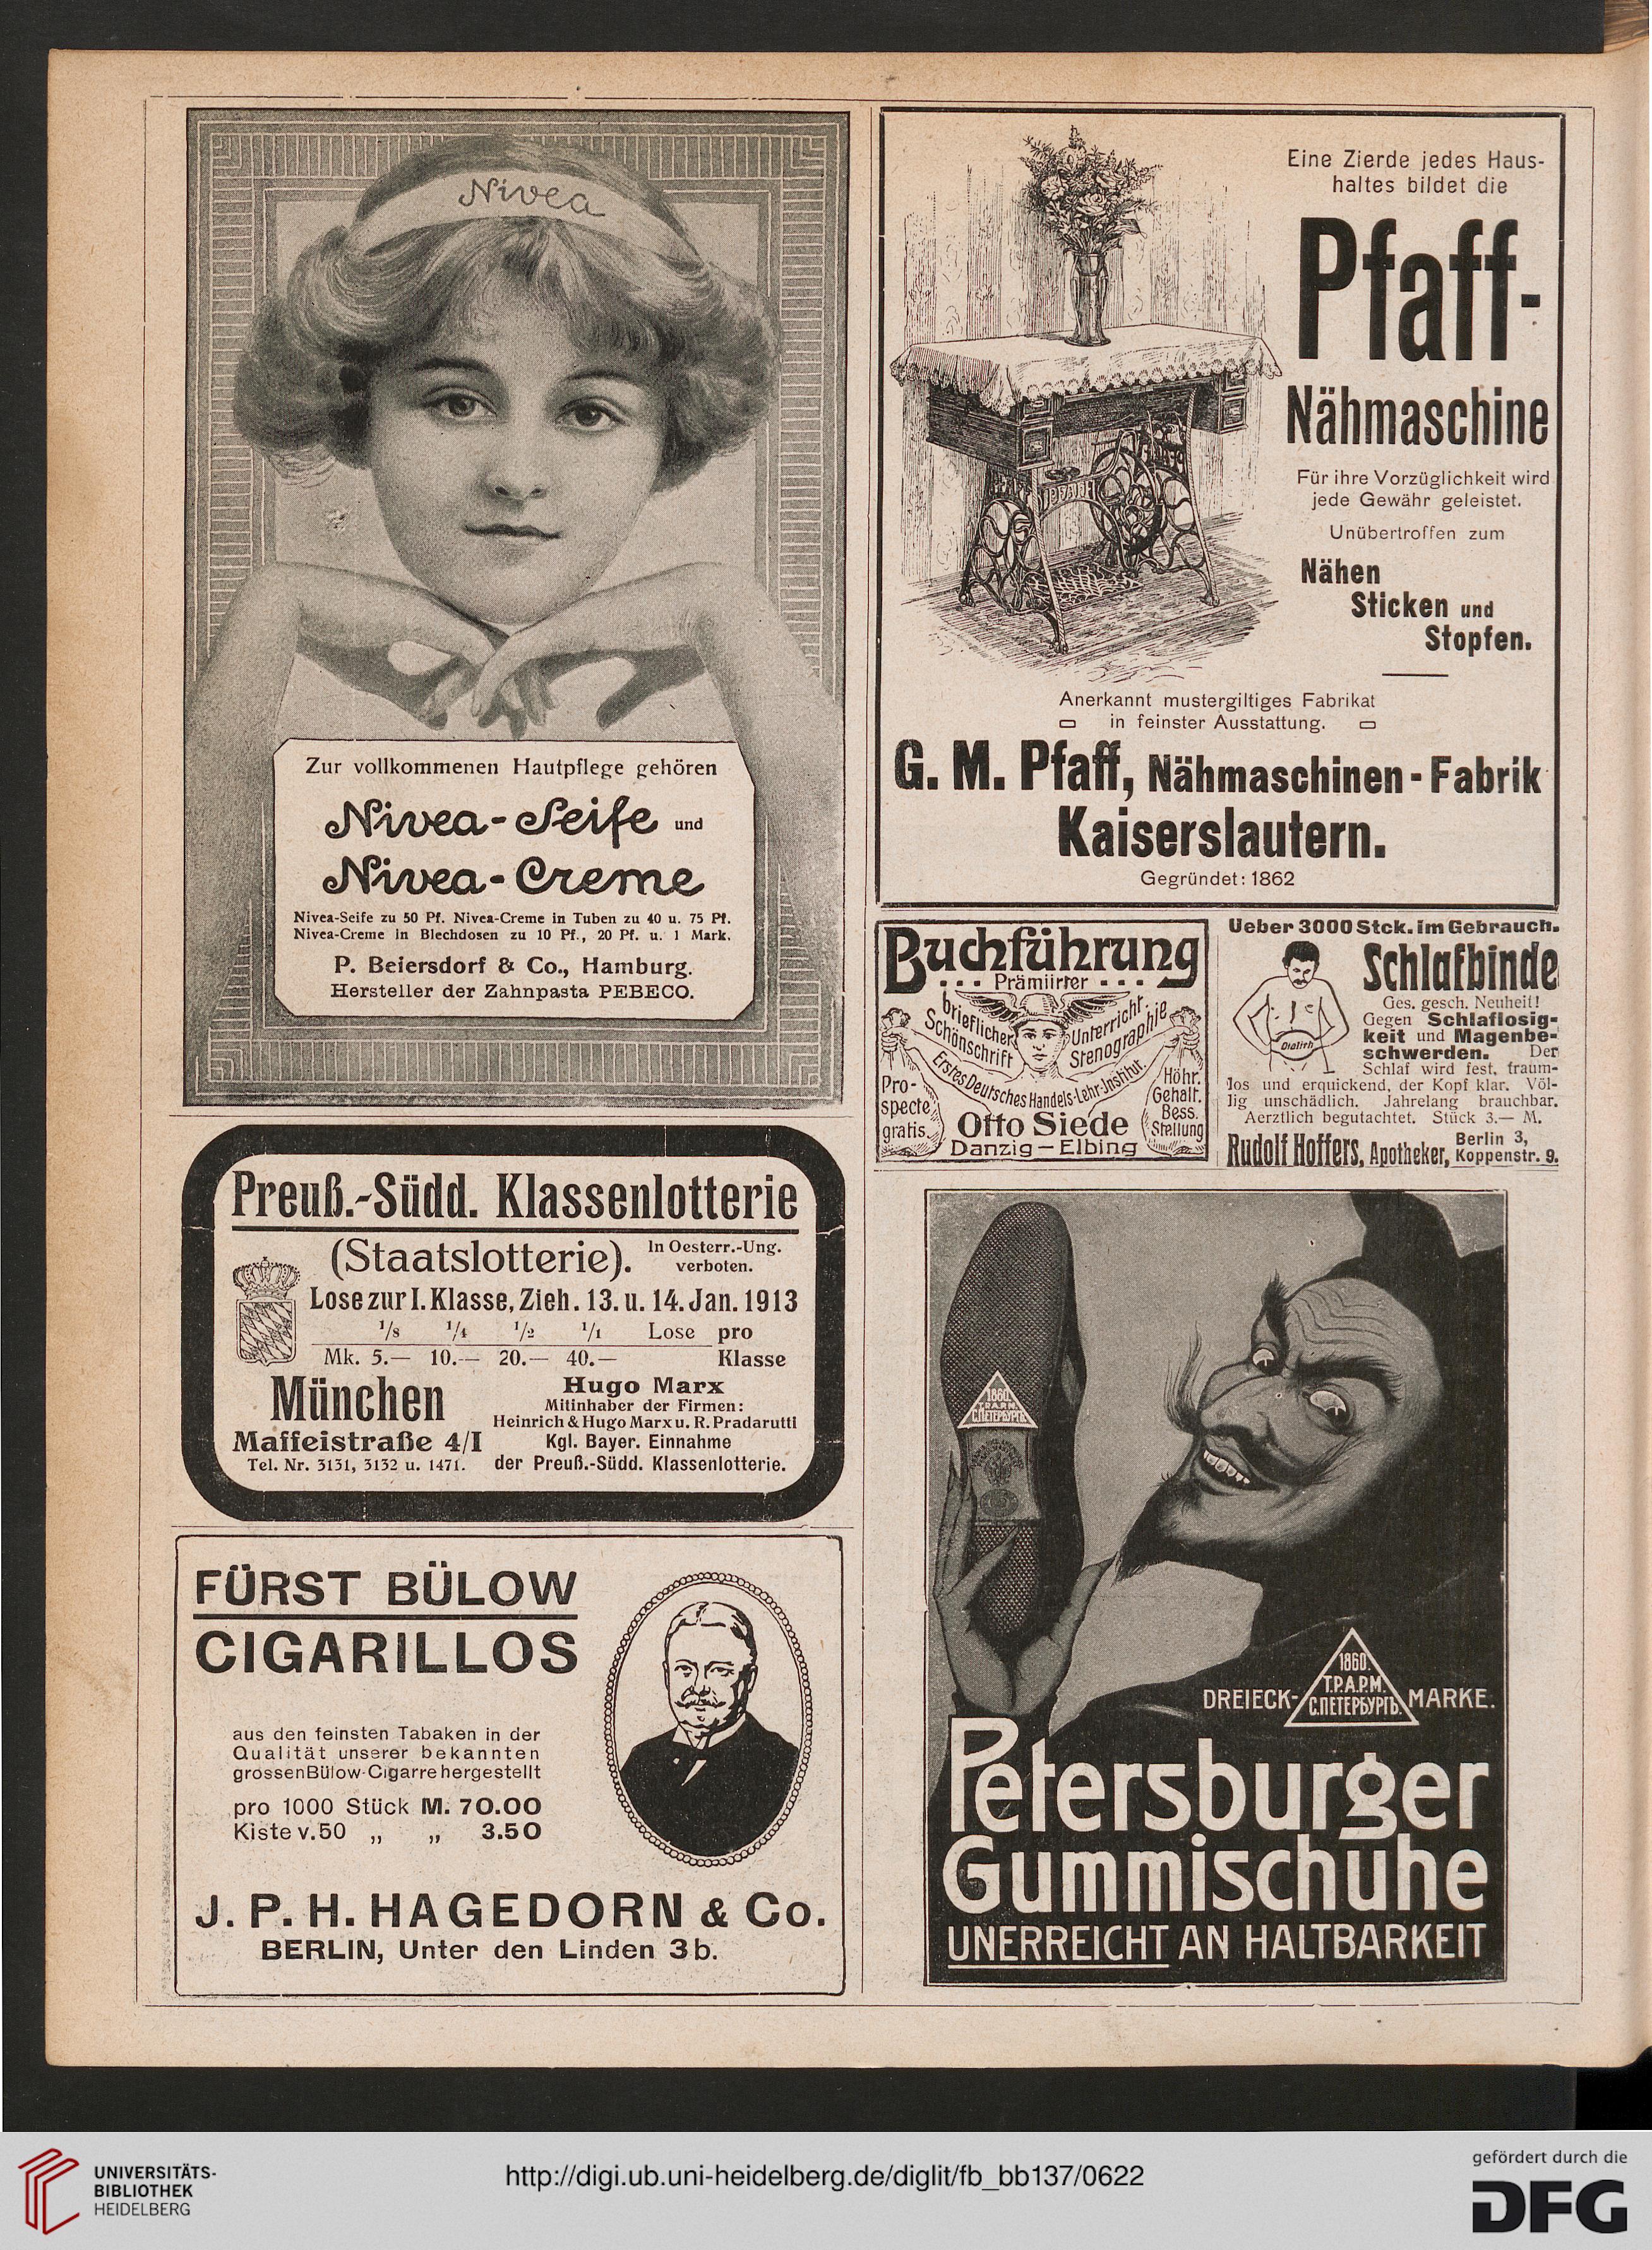 Nivea
Zur vollkommenen Hautpflege gehören
Nivea-Seife und
Nivea-Creme
Nivea-Seife zu 50 Pf. Nivea-Creme in Tuben zu 40 u. 75 Pf.
Nivea-Creme in Blechdosen zu 10 Pf., 20 Pf. u. 1 Mark.
P. Beiersdorf & Co., Hamburg.
Hersteller der Zahnpasta PEBECO.
Preuß.-Südd. Klassenlotterie
(Staatslotterie). In Oesterr.-Ung.
verboten.
Lose zur I. Klasse, Zieh. 13. u. 14. Jan. 1913
1/8 1/4 1/2 1/1 Lose pro
Mk. 5.— 10.— 20.— 40.— Klasse
München
Maffeistraße 4/I
Tel. Nr. 3131, 3132 u. 1471.
Hugo Marx
Mitinhaber der Firmen:
Heinrich & Hugo Marx u. R. Pradarutti
Kgl. Bayer. Einnahme
der Preuß.-Südd. Klassenlotterie.
FÜRST BÜLOW
CIGARILLOS
aus den feinsten Tabaken in der
Qualität unserer bekannten
grossen Bülow-Cigarre hergestellt
pro 1000 Stück M. 70.00
Kiste v. 50 „ „ 3.50
J. P. H. HAGEDORN & Co.
BERLIN, Unter den Linden 3b.
Eine Zierde jedes Haus-
haltes bildet die
Pfaff-
Nähmaschine
Für ihre Vorzüglichkeit wird
jede Gewähr geleistet.
Unübertroffen zum
Nähen
Sticken und
Stopfen.
PFAFF
Anerkannt mustergiltiges Fabrikat
in feinster Ausstattung.
G. M. Pfaff, Nähmaschinen-Fabrik
Kaiserslautern.
Gegründet: 1862
Buchführung
Prämiirter
brieflicher Unterricht.
Schönschrift Stenographie
Erstes Deutsches Handels-Lehr-Institut.
Otto Siede
Danzig — Elbing
Pro-
specte
gratis.
Höhr.
Gehalt.
Bess.
Stellung
Ueber 3000 Stck. im Gebrauch.
Schlafbinde
Ges. gesch. Neuheit!
Gegen Schlaflosig-
keit und Magenbe-
schwerden. Der
Schlaf wird fest, traum-
los und erquickend, der Kopf klar. Völ-
lig unschädlich. Jahrelang brauchbar.
Aerztlich begutachtet. Stück 3.— M.
Rudolf Hoffers, Apotheker, Berlin 3,
Koppenstr. 9.
1860.
T.P.A.P.M.
С.ПЕТЕРБУРГЪ.
DREIECK- 1860. MARKE.
T.P.A.P.M.
С.ПЕТЕРБУРГЪ.
Petersburger
Gummischuhe
UNERREICHT AN HALTBARKEIT
UNIVERSITÄTS-
BIBLIOTHEK
HEIDELBERG
http://digi.ub.uni-heidelberg.de/diglit/fb_bb137/0622
gefördert durch die
DFG